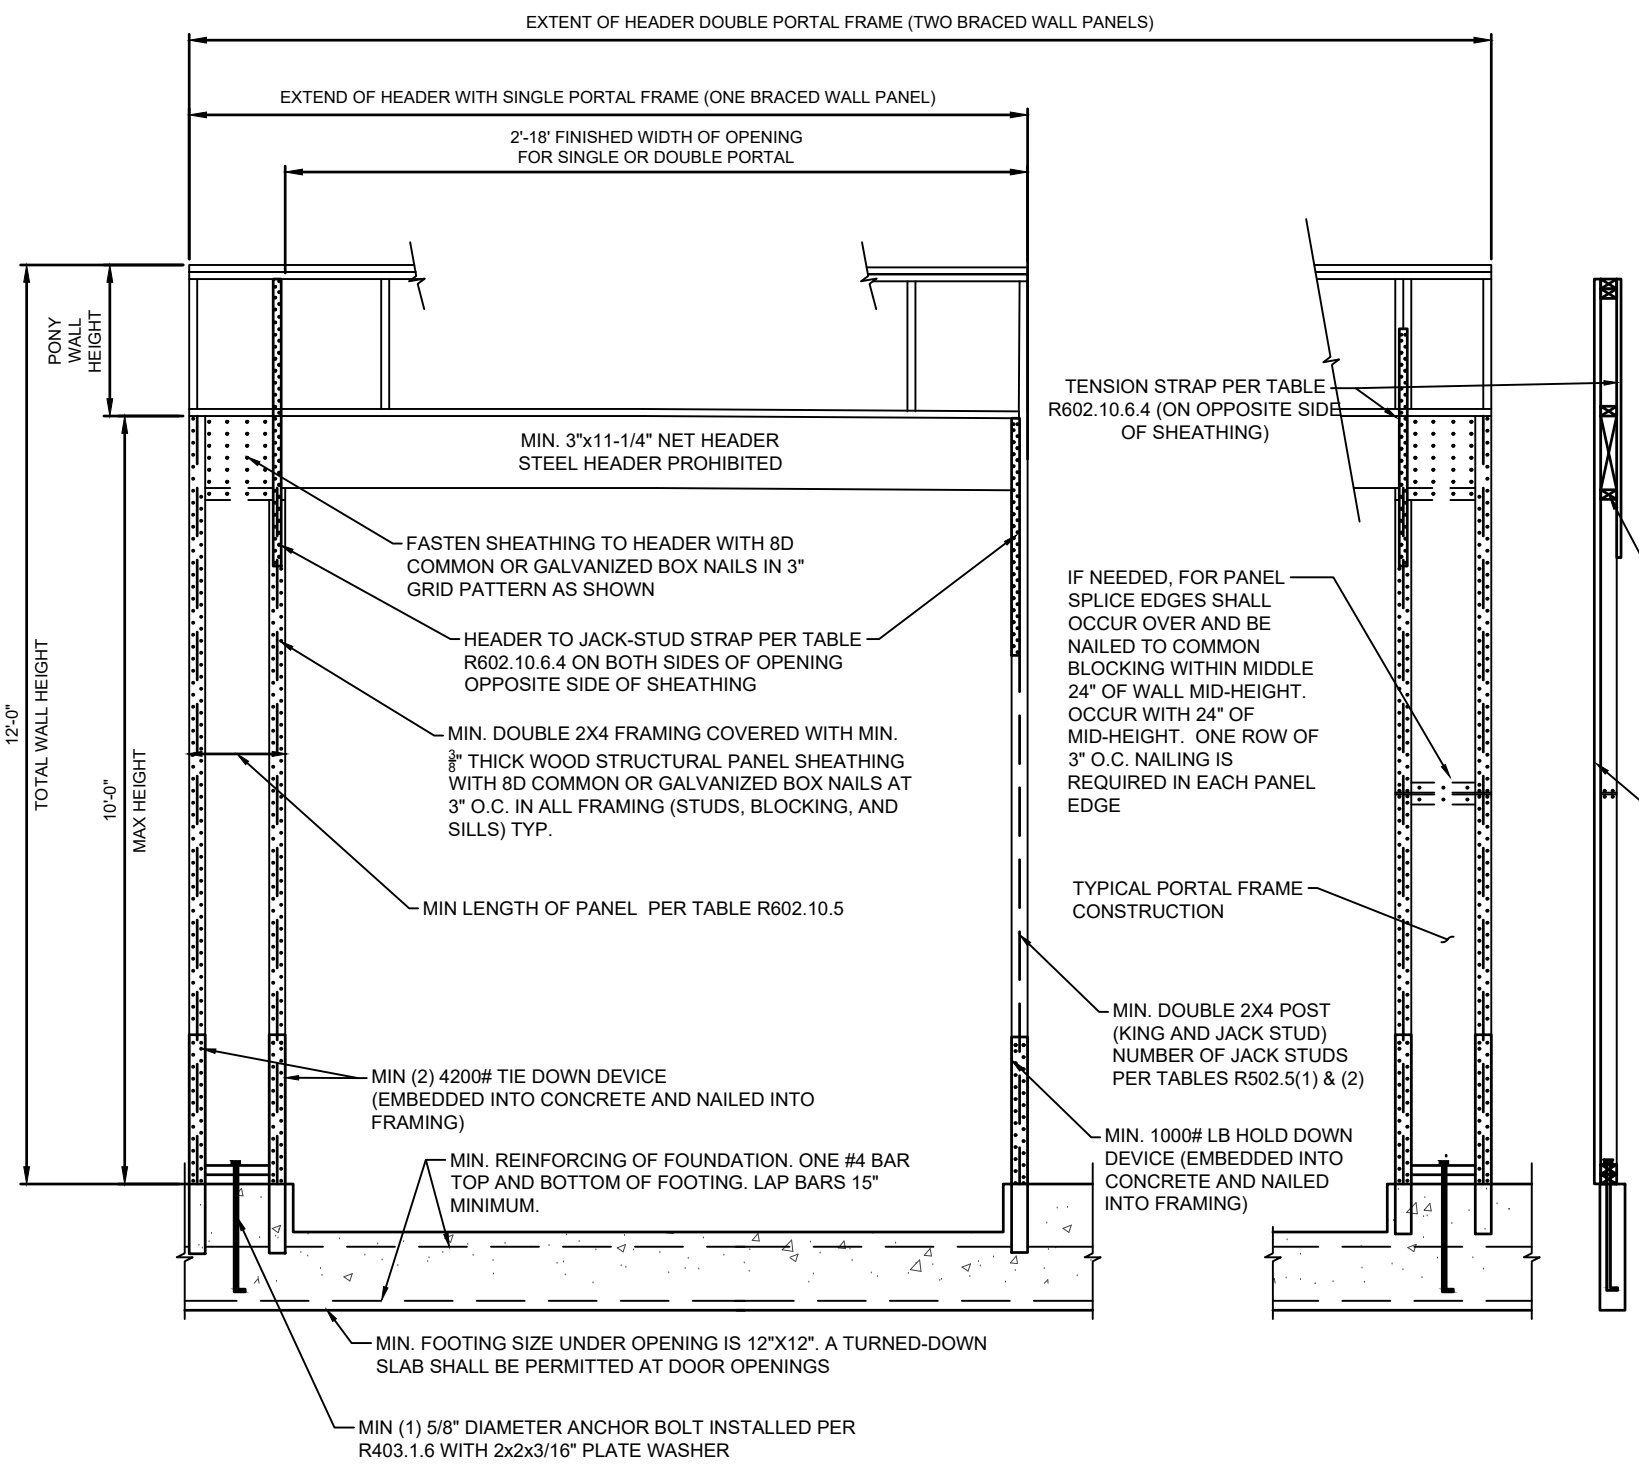 EXTENT OF HEADER DOUBLE PORTAL FRAME (TWO BRACED WALL PANELS)
EXTEND OF HEADER WITH SINGLE PORTAL FRAME (ONE BRACED WALL PANEL)
2'-18' FINISHED WIDTH OF OPENING
FOR SINGLE OR DOUBLE PORTAL
PONY
WALL
HEIGHT
12'-0"
TOTAL WALL HEIGHT
10'-0"
MAX HEIGHT
MIN. 3"x11-1/4" NET HEADER
STEEL HEADER PROHIBITED
TENSION STRAP PER TABLE
R602.10.6.4 (ON OPPOSITE SIDE
OF SHEATHING)
FASTEN SHEATHING TO HEADER WITH 8D
COMMON OR GALVANIZED BOX NAILS IN 3"
GRID PATTERN AS SHOWN
HEADER TO JACK-STUD STRAP PER TABLE
R602.10.6.4 ON BOTH SIDES OF OPENING
OPPOSITE SIDE OF SHEATHING
MIN. DOUBLE 2X4 FRAMING COVERED WITH MIN.
3/8" THICK WOOD STRUCTURAL PANEL SHEATHING
WITH 8D COMMON OR GALVANIZED BOX NAILS AT
3" O.C. IN ALL FRAMING (STUDS, BLOCKING, AND
SILLS) TYP.
IF NEEDED, FOR PANEL
SPLICE EDGES SHALL
OCCUR OVER AND BE
NAILED TO COMMON
BLOCKING WITHIN MIDDLE
24" OF WALL MID-HEIGHT.
OCCUR WITH 24" OF
MID-HEIGHT. ONE ROW OF
3" O.C. NAILING IS
REQUIRED IN EACH PANEL
EDGE
MIN LENGTH OF PANEL PER TABLE R602.10.5
TYPICAL PORTAL FRAME
CONSTRUCTION
MIN. DOUBLE 2X4 POST
(KING AND JACK STUD)
NUMBER OF JACK STUDS
PER TABLES R502.5(1) & (2)
MIN (2) 4200# TIE DOWN DEVICE
(EMBEDDED INTO CONCRETE AND NAILED INTO
FRAMING)
MIN. 1000# LB HOLD DOWN
DEVICE (EMBEDDED INTO
CONCRETE AND NAILED
INTO FRAMING)
MIN. REINFORCING OF FOUNDATION. ONE #4 BAR
TOP AND BOTTOM OF FOOTING. LAP BARS 15"
MINIMUM.
MIN. FOOTING SIZE UNDER OPENING IS 12"X12". A TURNED-DOWN
SLAB SHALL BE PERMITTED AT DOOR OPENINGS
MIN (1) 5/8" DIAMETER ANCHOR BOLT INSTALLED PER
R403.1.6 WITH 2x2x3/16" PLATE WASHER